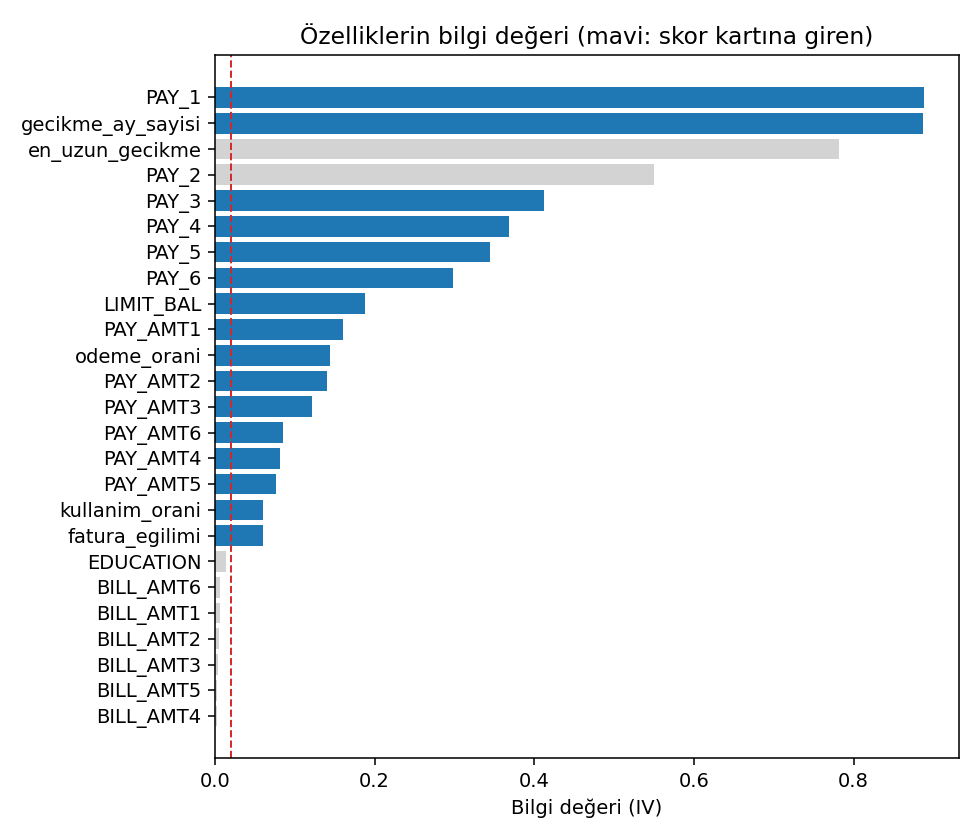 Özelliklerin bilgi değeri (mavi: skor kartına giren)
PAY_1
gecikme_ay_sayisi
en_uzun_gecikme
PAY_2
PAY_3
PAY_4
PAY_5
PAY_6
LIMIT_BAL
PAY_AMT1
odeme_orani
PAY_AMT2
PAY_AMT3
PAY_AMT6
PAY_AMT4
PAY_AMT5
kullanim_orani
fatura_egilimi
EDUCATION
BILL_AMT6
BILL_AMT1
BILL_AMT2
BILL_AMT3
BILL_AMT5
BILL_AMT4
0.0 0.2 0.4 0.6 0.8
Bilgi değeri (IV)